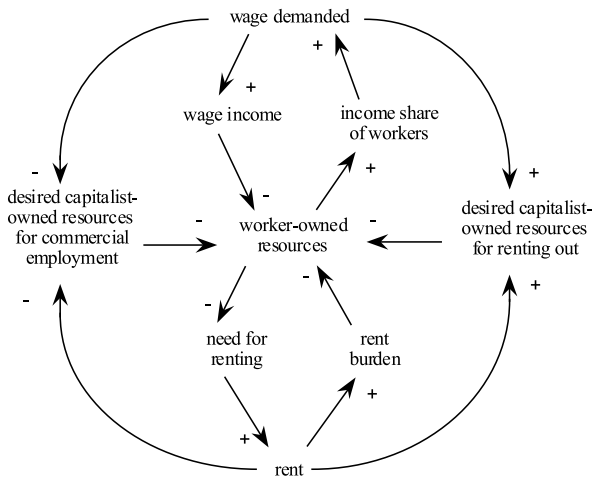 wage demanded
+
+
wage income
income share
of workers
-
+
+
-
desired capitalist-
owned resources
for commercial
employment
-
worker-owned
resources
-
desired capitalist-
owned resources
for renting out
-
-
-
+
need for
renting
rent
burden
+
+
rent